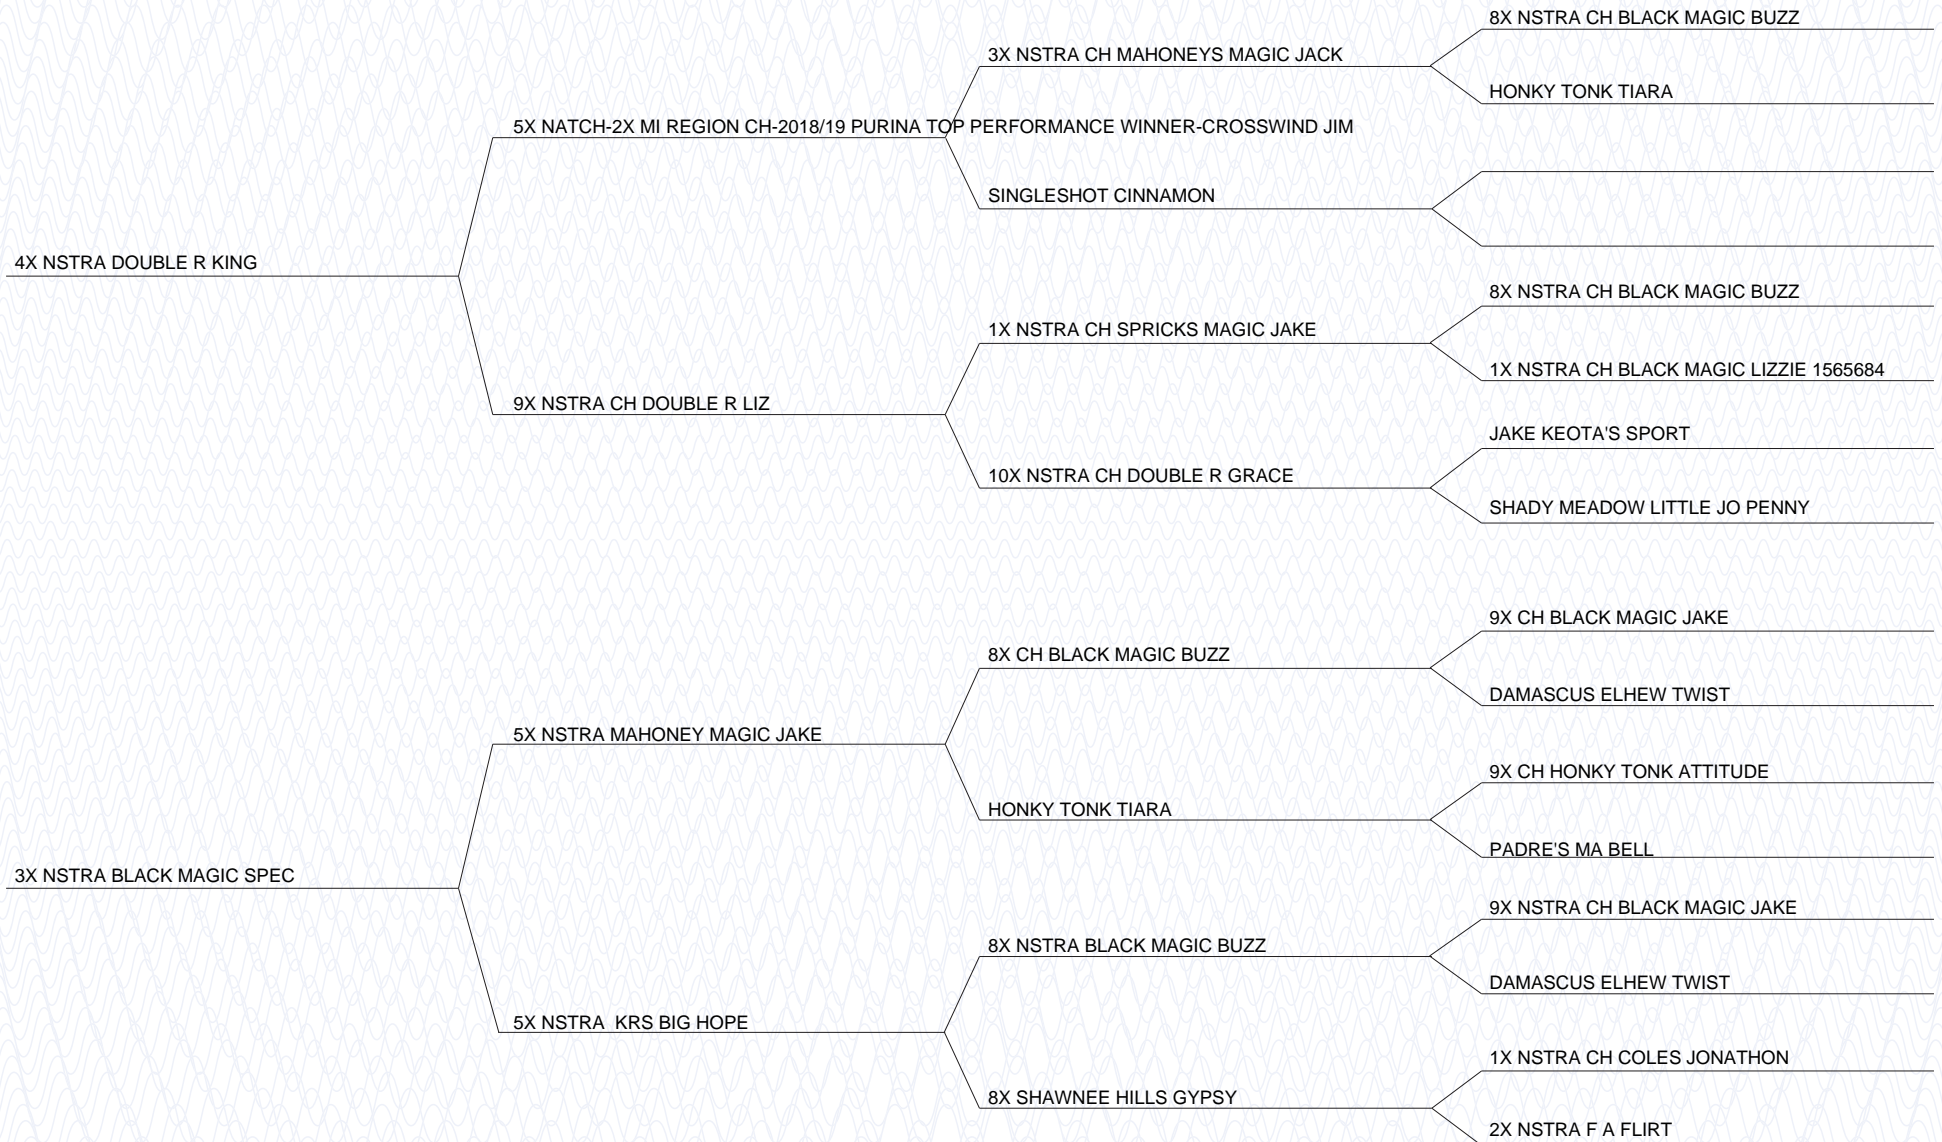 8X NSTRA CH BLACK MAGIC BUZZ
3X NSTRA CH MAHONEYS MAGIC JACK
HONKY TONK TIARA
5X NATCH-2X MI REGION CH-2018/19 PURINA TOP PERFORMANCE WINNER-CROSSWIND JIM
SINGLESHOT CINNAMON
4X NSTRA DOUBLE R KING
8X NSTRA CH BLACK MAGIC BUZZ
1X NSTRA CH SPRICKS MAGIC JAKE
1X NSTRA CH BLACK MAGIC LIZZIE 1565684
9X NSTRA CH DOUBLE R LIZ
JAKE KEOTA'S SPORT
10X NSTRA CH DOUBLE R GRACE
SHADY MEADOW LITTLE JO PENNY
9X CH BLACK MAGIC JAKE
8X CH BLACK MAGIC BUZZ
DAMASCUS ELHEW TWIST
5X NSTRA MAHONEY MAGIC JAKE
9X CH HONKY TONK ATTITUDE
HONKY TONK TIARA
PADRE'S MA BELL
3X NSTRA BLACK MAGIC SPEC
9X NSTRA CH BLACK MAGIC JAKE
8X NSTRA BLACK MAGIC BUZZ
DAMASCUS ELHEW TWIST
5X NSTRA  KRS BIG HOPE
1X NSTRA CH COLES JONATHON
8X SHAWNEE HILLS GYPSY
2X NSTRA F A FLIRT